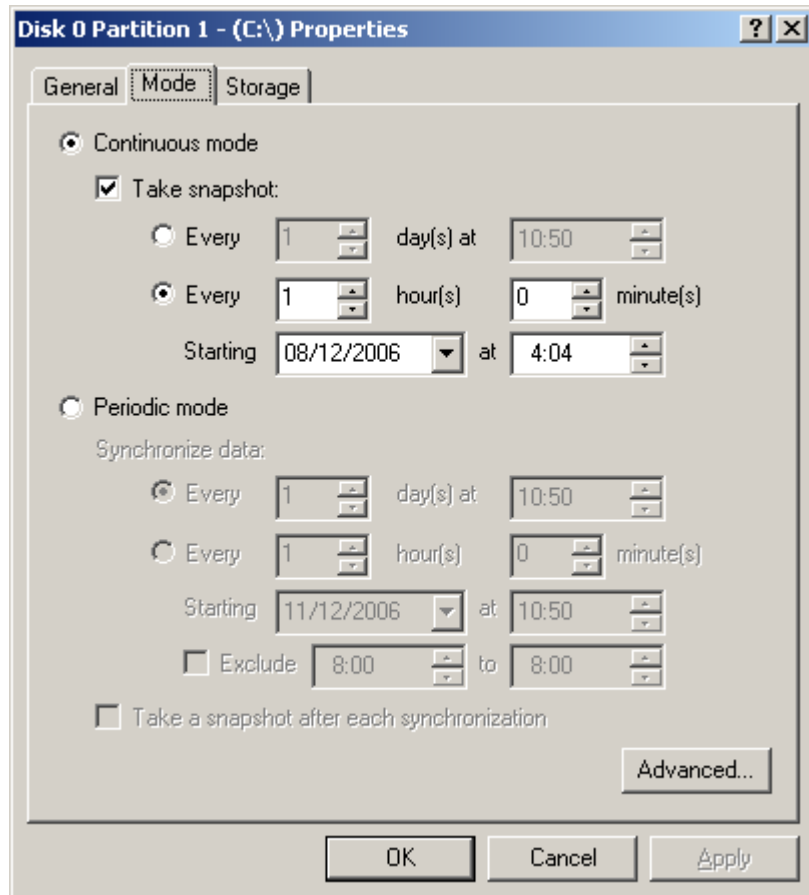 Disk 0 Partition 1 - (C:\) Properties
General Mode Storage
Continuous mode
Take snapshot:
Every 1 day(s) at 10:50
Every 1 hour(s) 0 minute(s)
Starting 08/12/2006 at 4:04
Periodic mode
Synchronize data:
Every 1 day(s) at 10:50
Every 1 hour(s) 0 minute(s)
Starting 11/12/2006 at 10:50
Exclude 8:00 to 8:00
Take a snapshot after each synchronization
Advanced...
OK Cancel Apply